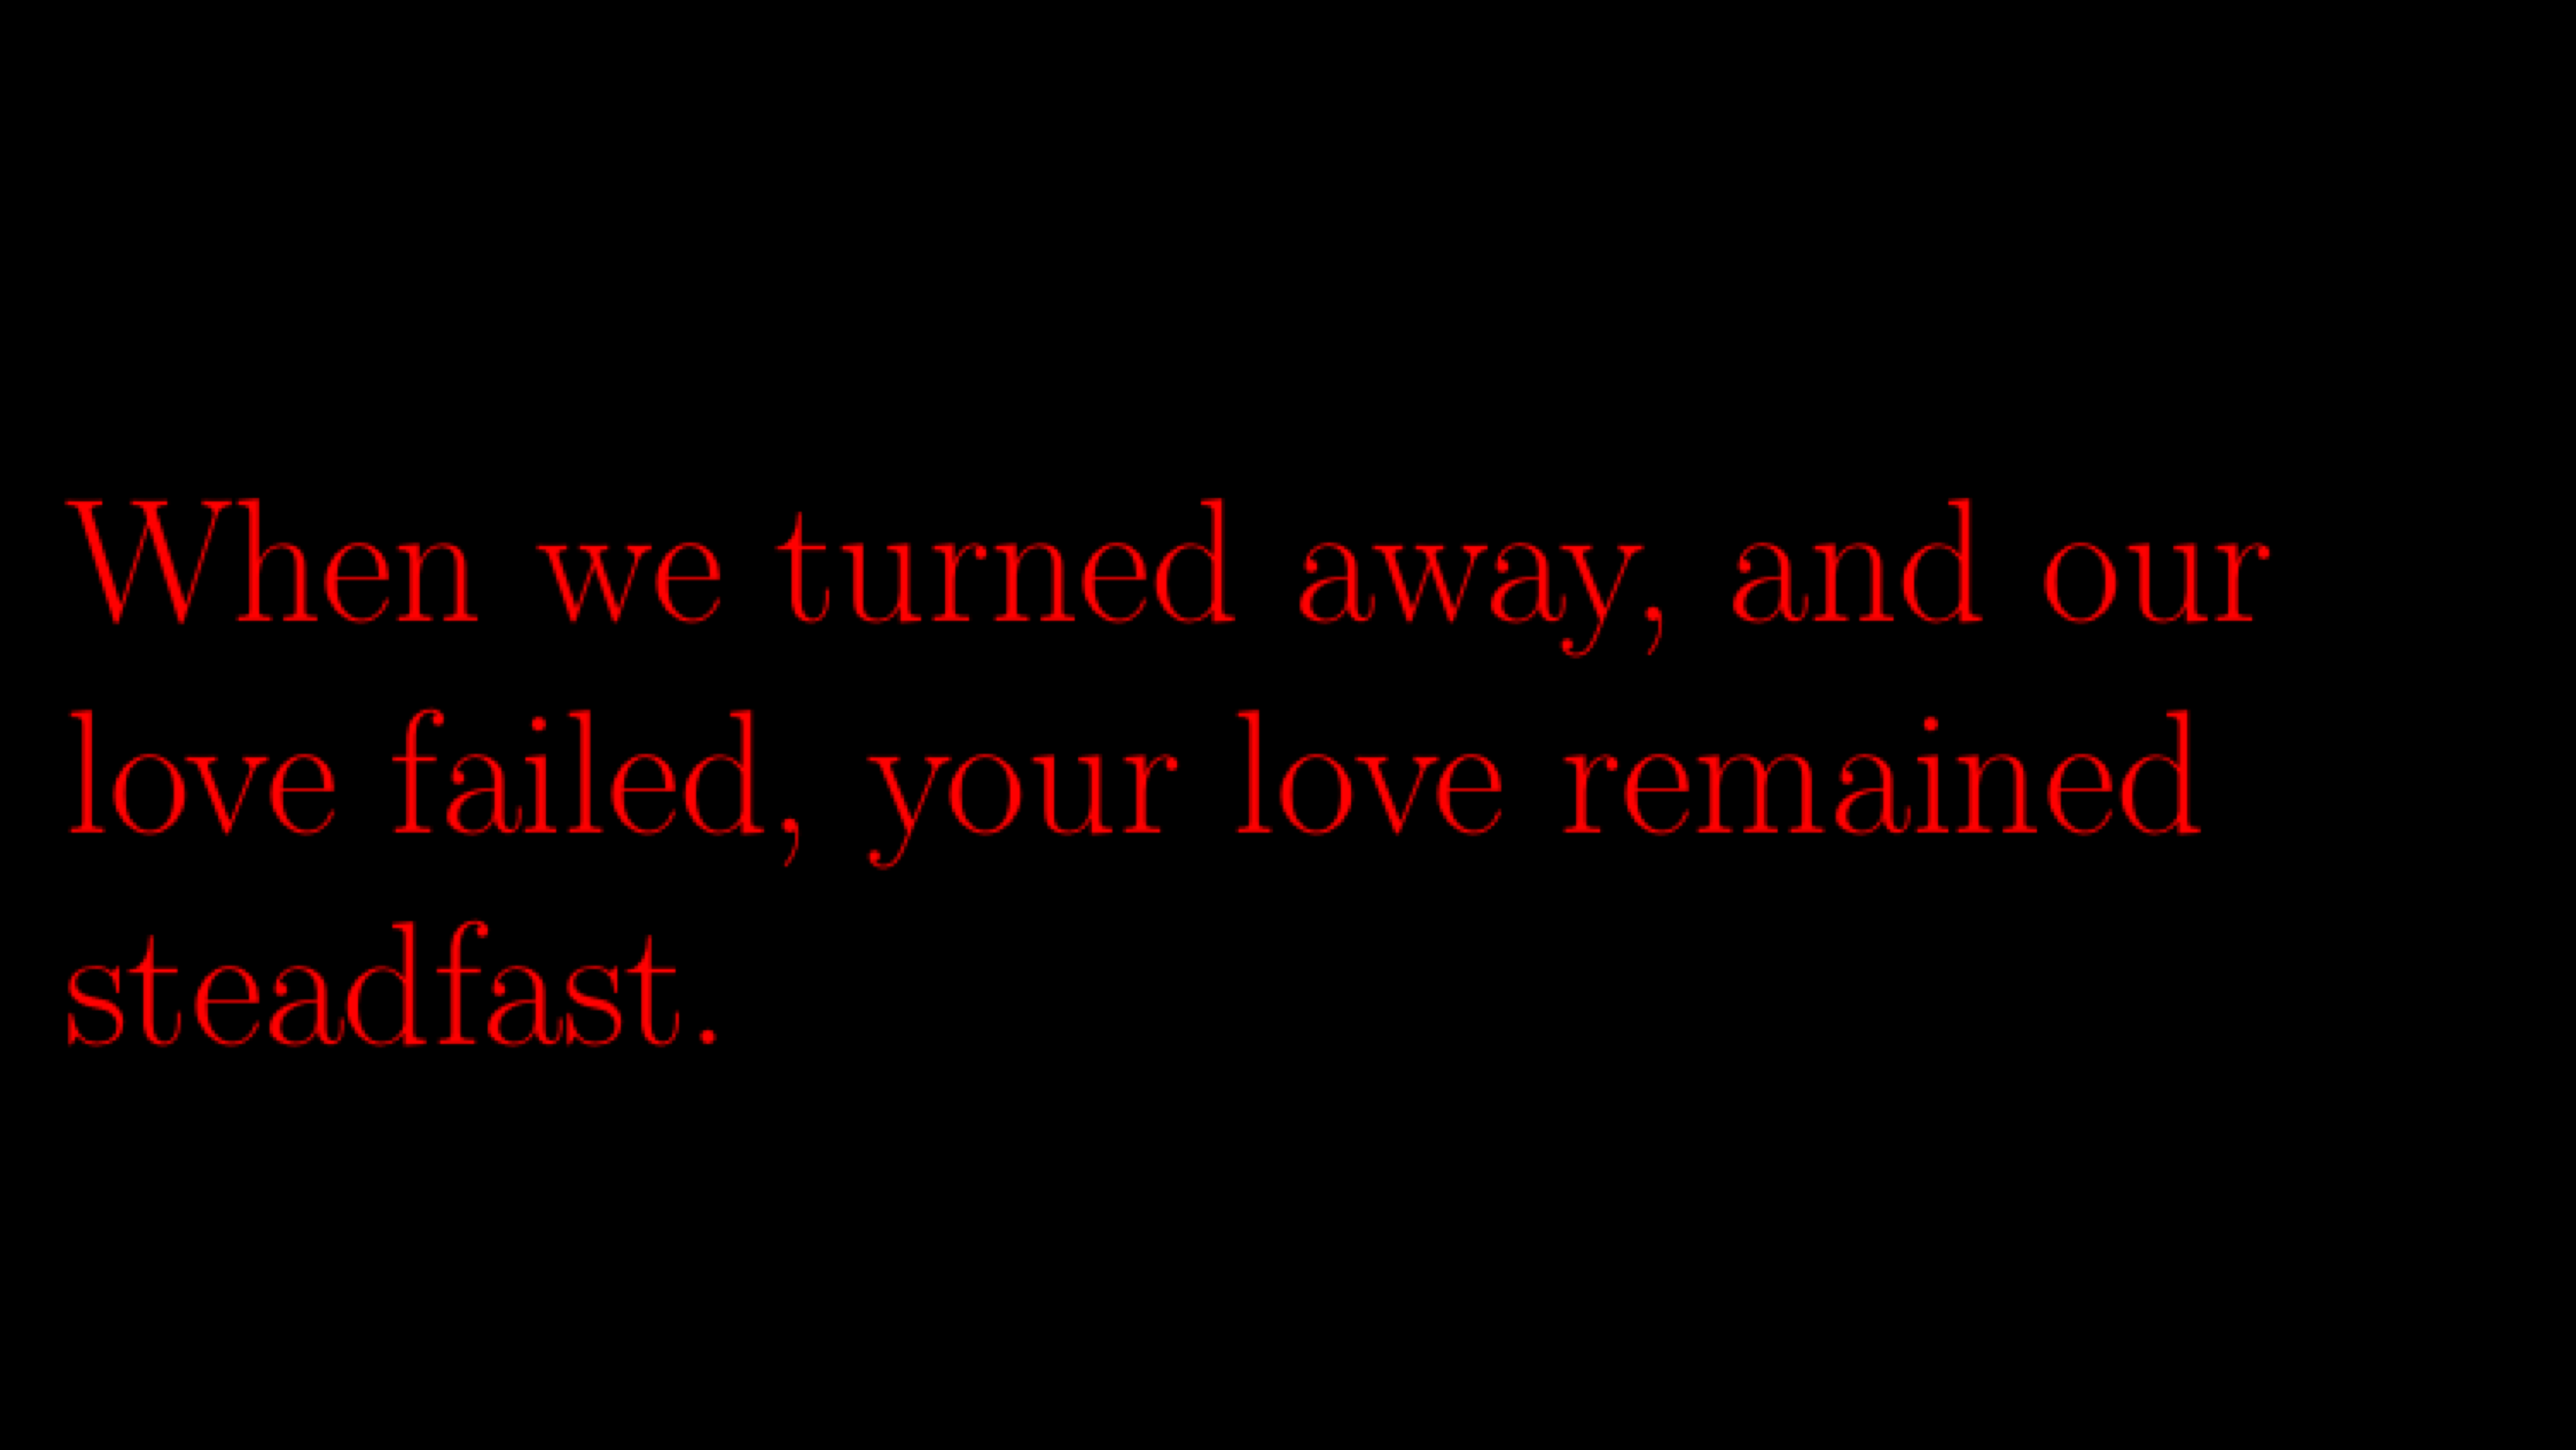 When we turned away, and our
love failed, your love remained
steadfast.